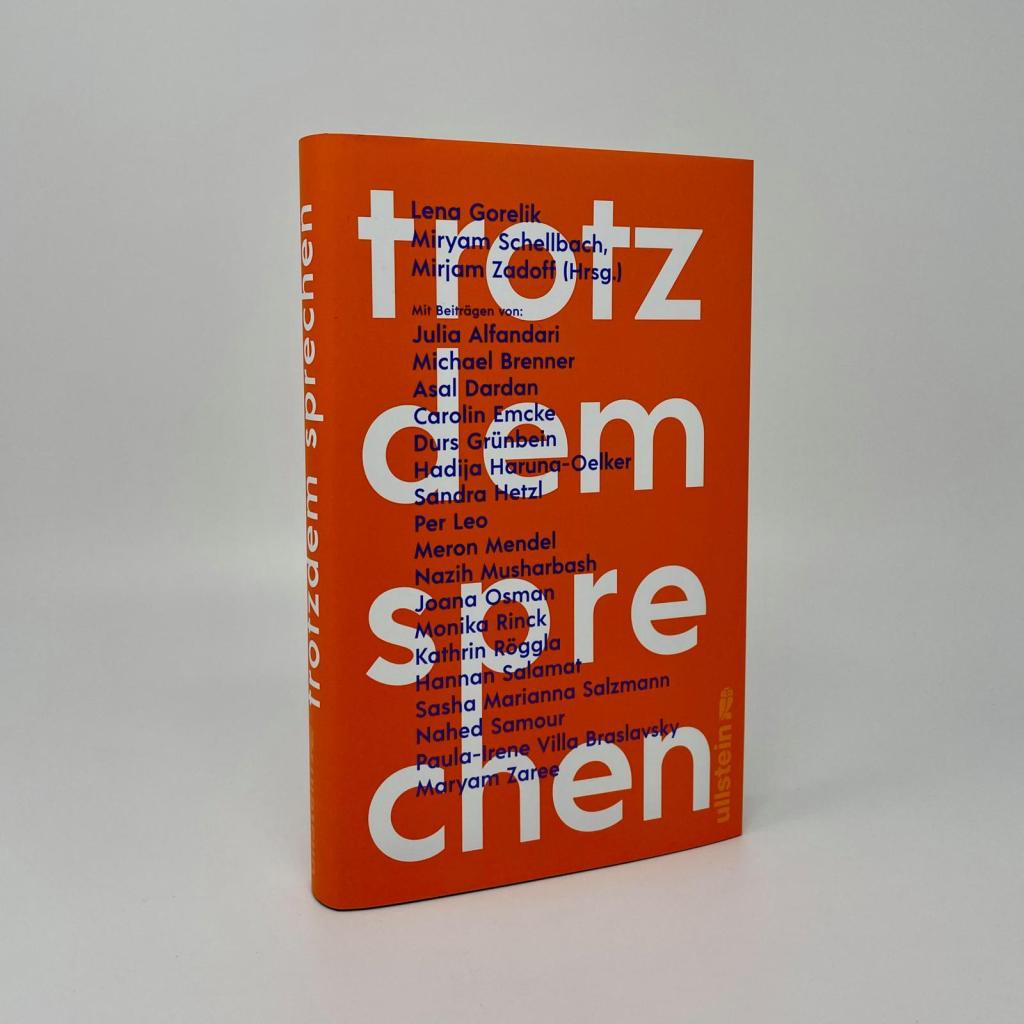 trotzdem sprechen
trotz
dem
spre
chen
Lena Gorelik
Miryam Schellbach,
Mirjam Zadoff (Hrsg.)
Mit Beiträgen von:
Julia Alfandari
Michael Brenner
Asal Dardan
Carolin Emcke
Durs Grünbein
Hadija Haruna-Oelker
Sandra Hetzl
Per Leo
Meron Mendel
Nazih Musharbash
Joana Osman
Monika Rinck
Kathrin Röggla
Hannan Salamat
Sasha Marianna Salzmann
Nahed Samour
Paula-Irene Villa Braslavsky
Maryam Zaree
ullstein